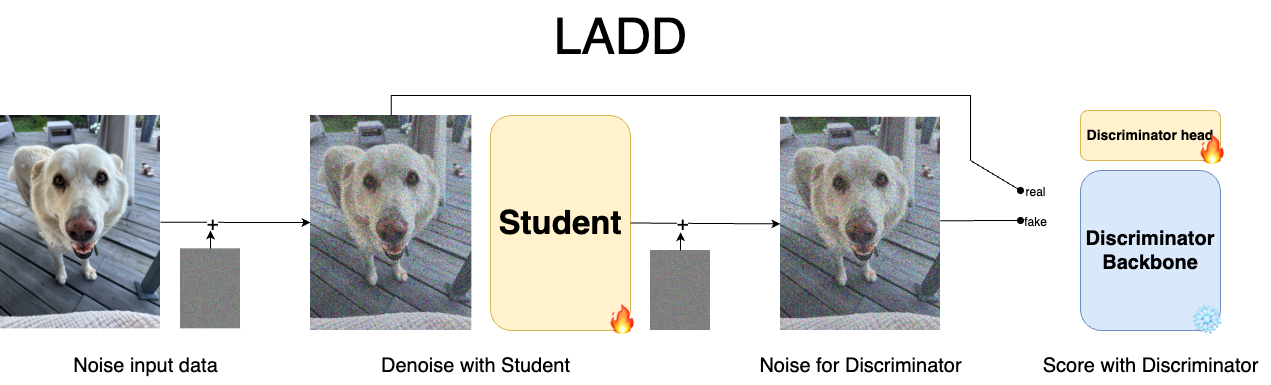 LADD
Discriminator head
real
Student
fake
Discriminator
Backbone
+
+
Noise input data
Denoise with Student
Noise for Discriminator
Score with Discriminator